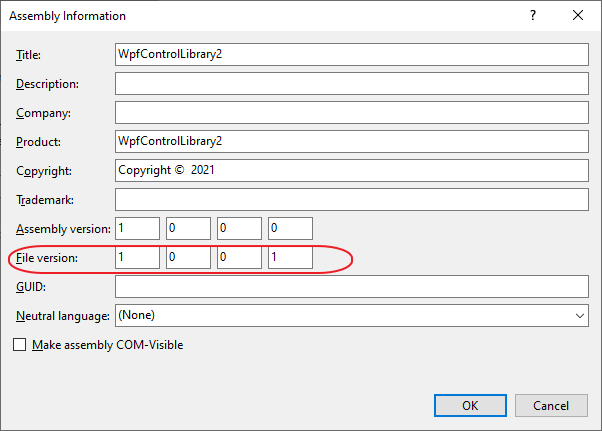 Assembly Information ? ×
Title: WpfControlLibrary2
Description:
Company:
Product: WpfControlLibrary2
Copyright: Copyright © 2021
Trademark:
Assembly version: 1 0 0 0
File version: 1 0 0 1
GUID:
Neutral language: (None)
Make assembly COM-Visible
OK Cancel